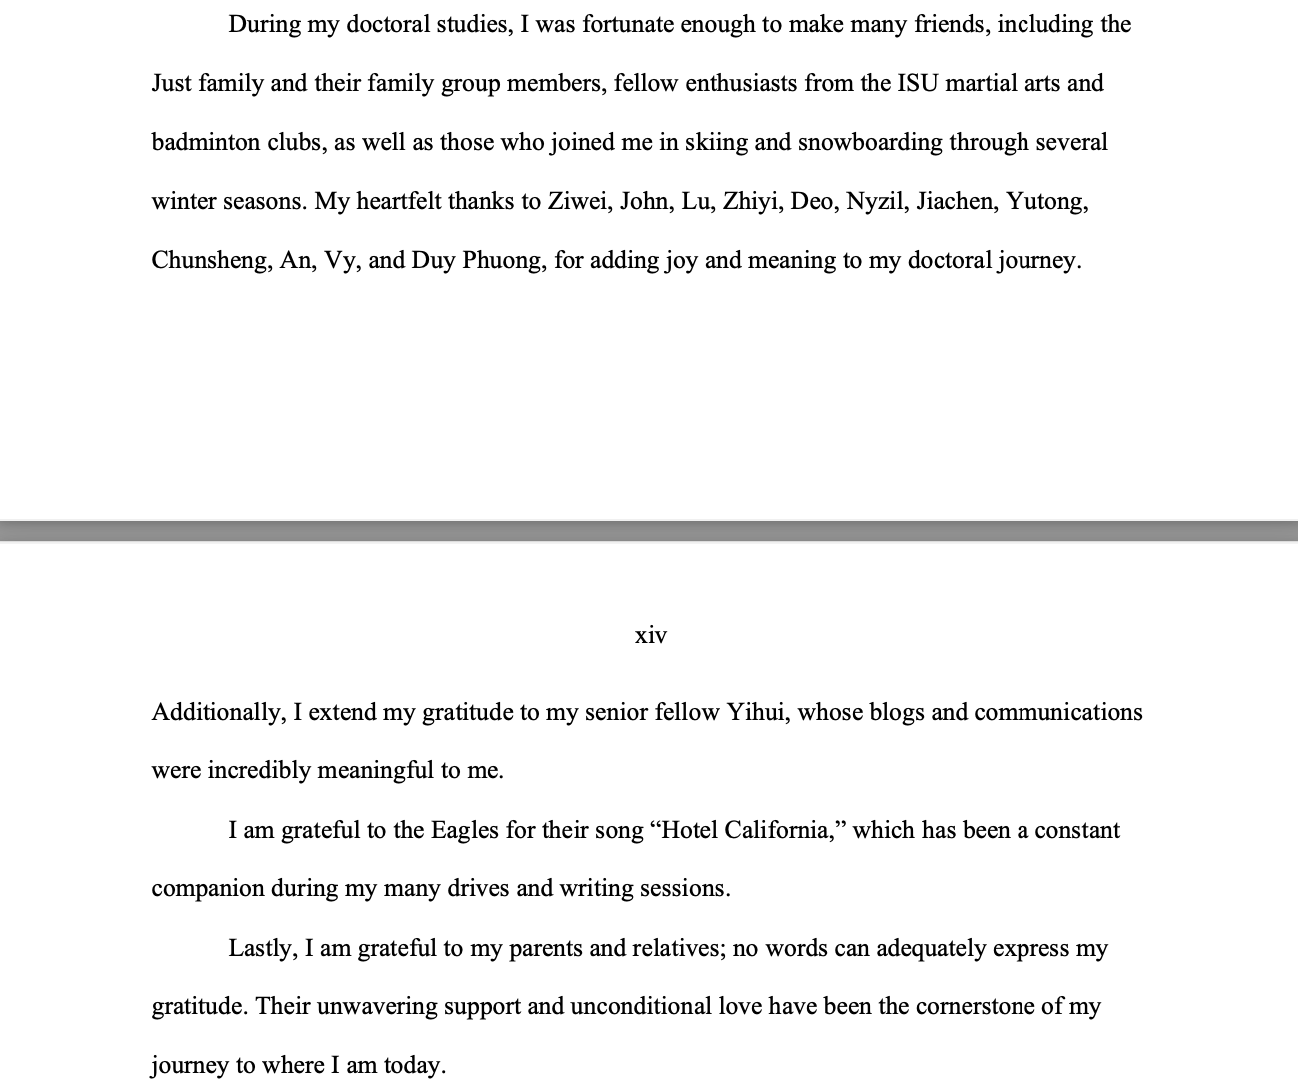 During my doctoral studies, I was fortunate enough to make many friends, including the
Just family and their family group members, fellow enthusiasts from the ISU martial arts and
badminton clubs, as well as those who joined me in skiing and snowboarding through several
winter seasons. My heartfelt thanks to Ziwei, John, Lu, Zhiyi, Deo, Nyzil, Jiachen, Yutong,
Chunsheng, An, Vy, and Duy Phuong, for adding joy and meaning to my doctoral journey.
xiv
Additionally, I extend my gratitude to my senior fellow Yihui, whose blogs and communications
were incredibly meaningful to me.
I am grateful to the Eagles for their song “Hotel California,” which has been a constant
companion during my many drives and writing sessions.
Lastly, I am grateful to my parents and relatives; no words can adequately express my
gratitude. Their unwavering support and unconditional love have been the cornerstone of my
journey to where I am today.